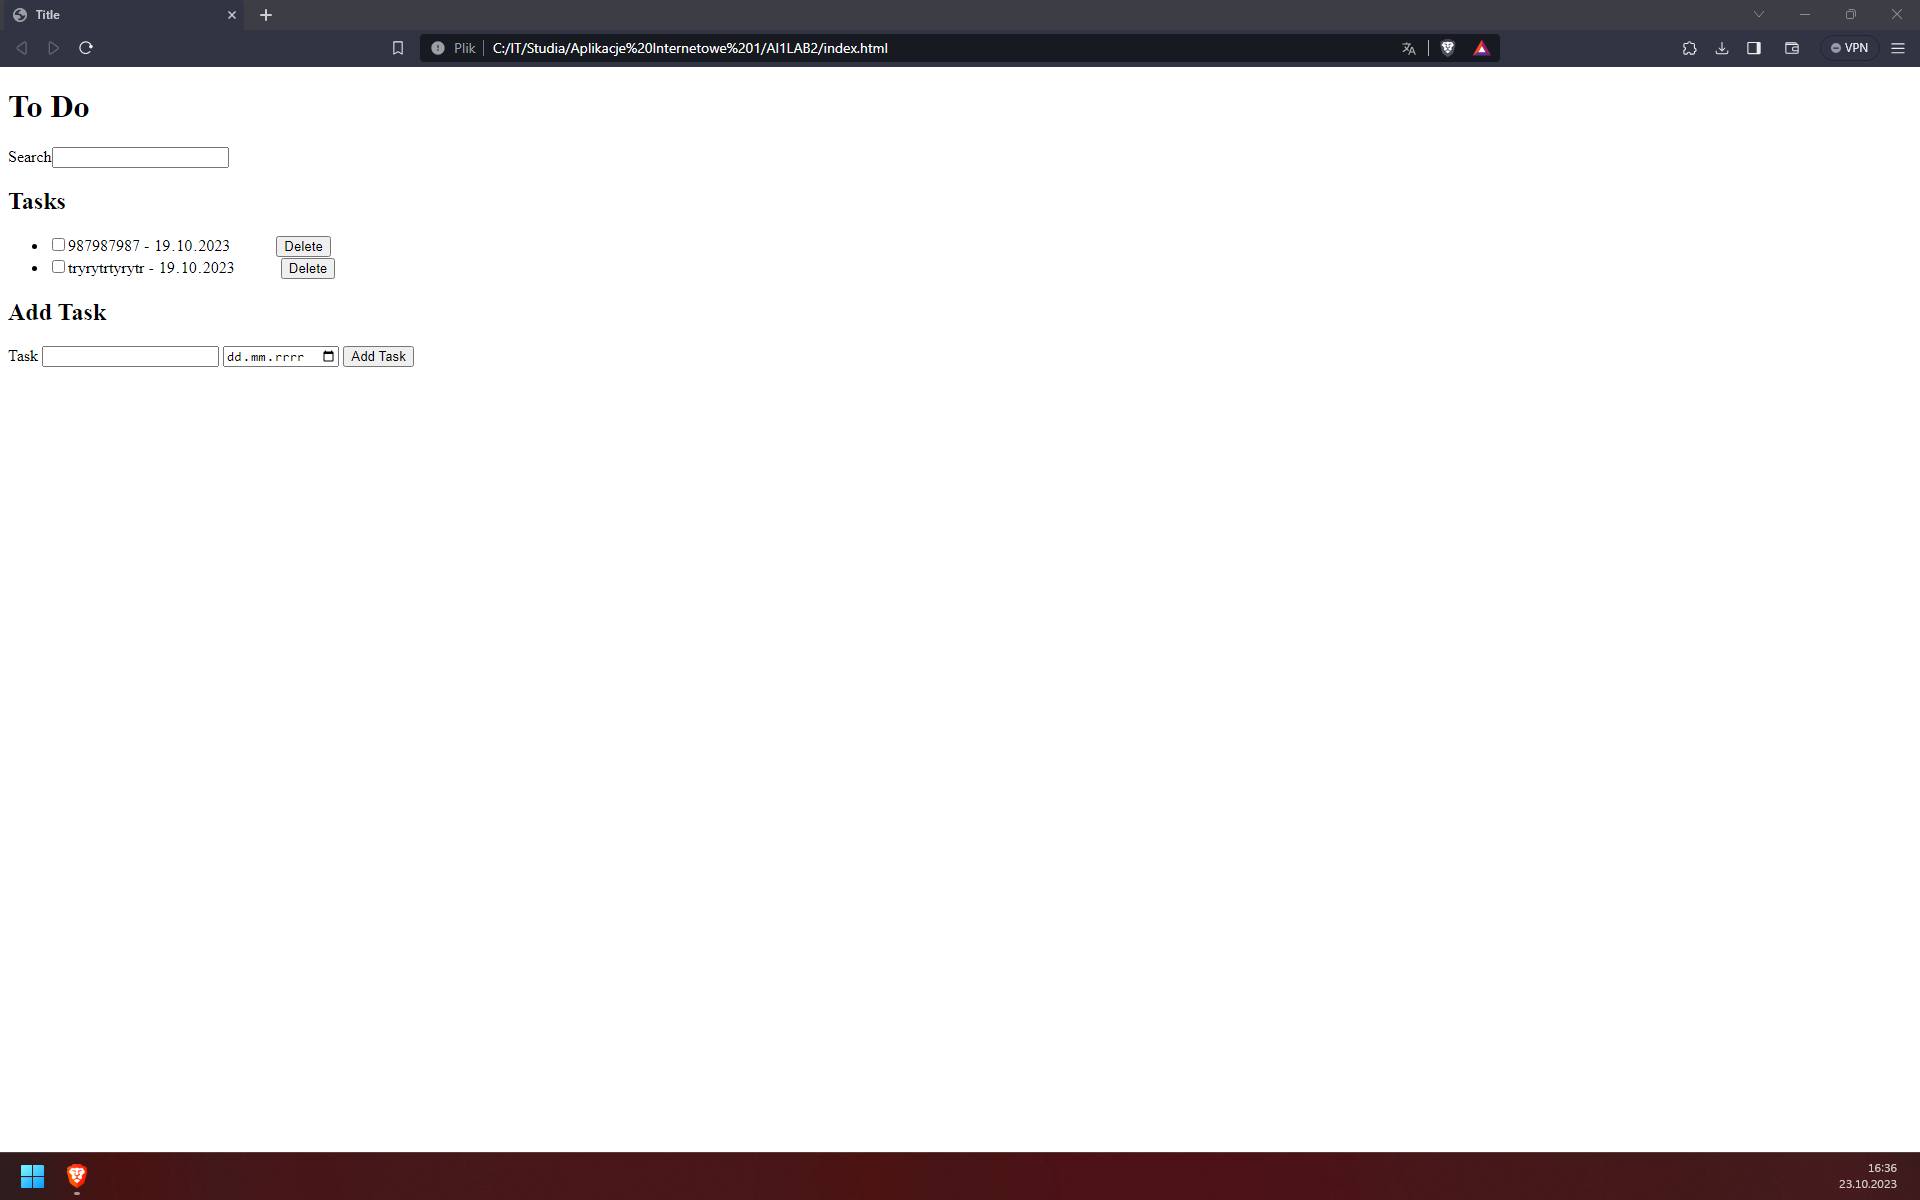 Title
Plik C:/IT/Studia/Aplikacje%20Internetowe%201/AI1LAB2/index.html
VPN
To Do
Search
Tasks
987987987 - 19.10.2023 Delete
tryrytrtyrytr - 19.10.2023 Delete
Add Task
Task dd.mm.rrrr Add Task
16:36
23.10.2023